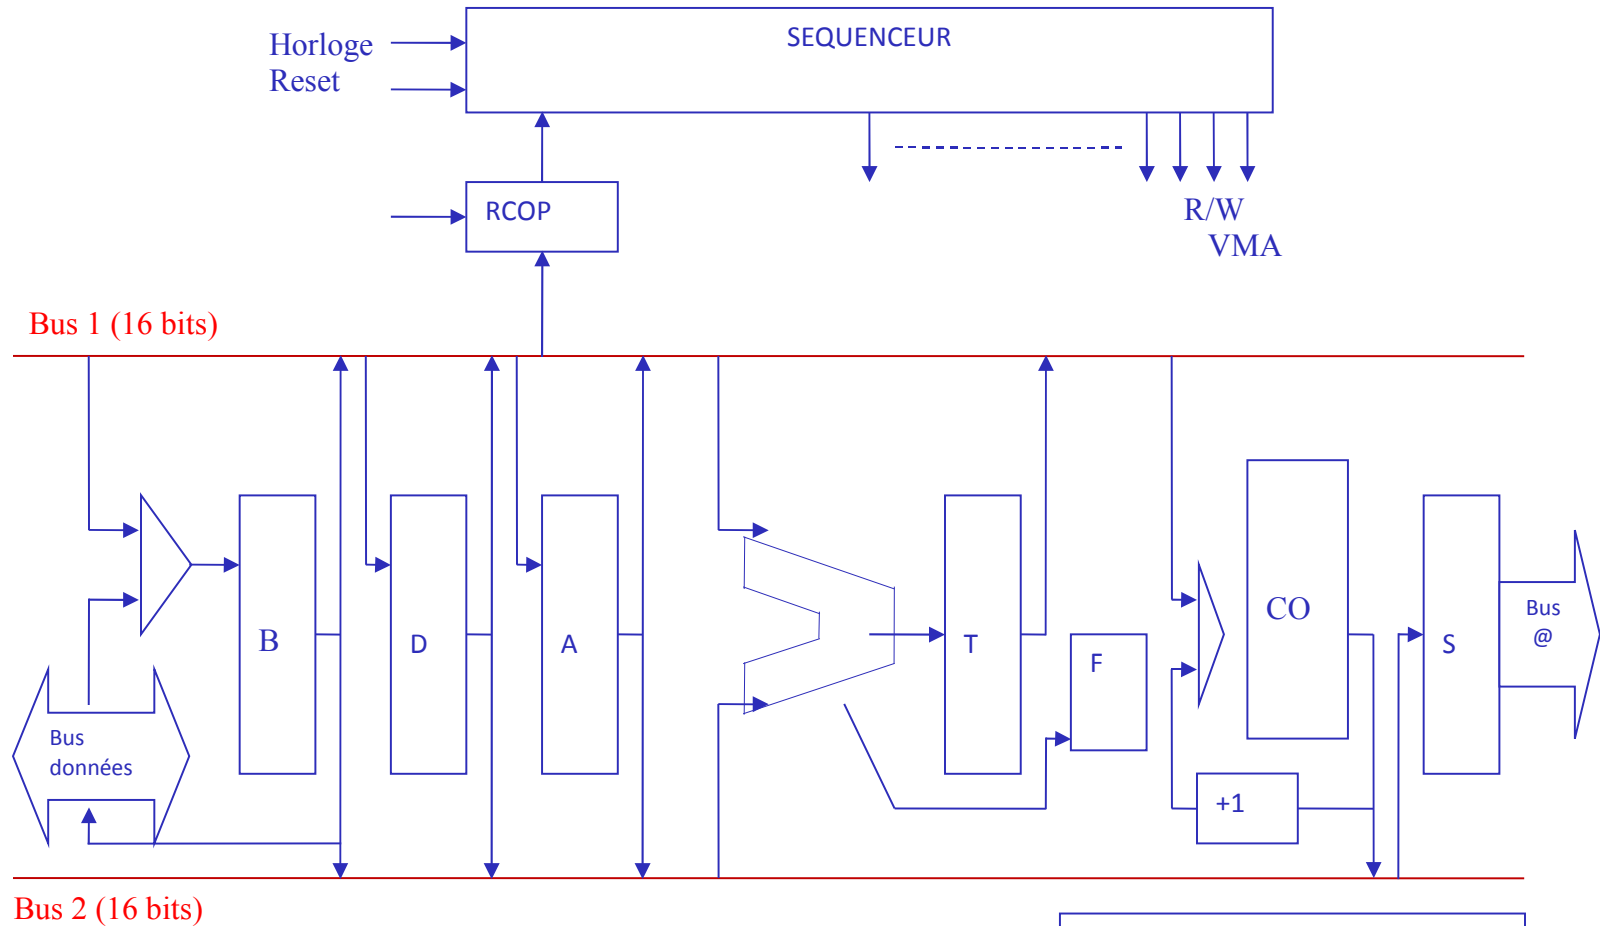 SEQUENCEUR
Horloge
Reset
RCOP
R/W
VMA
Bus 1 (16 bits)
B
D
A
T
F
CO
S
Bus
@
Bus
données
+1
Bus 2 (16 bits)